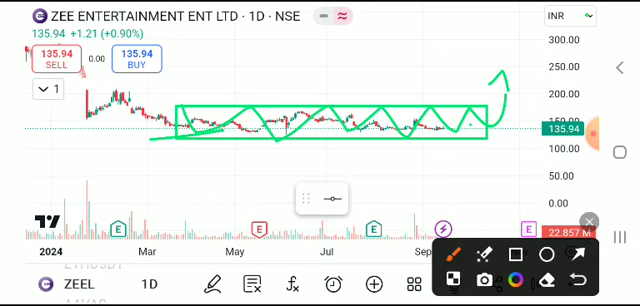 ZEE ENTERTAINMENT ENT LTD · 1D · NSE
INR
135.94 +1.21 (+0.90%)
135.94
SELL
0.00
135.94
BUY
1
300.00
250.00
200.00
150.00
135.94
100.00
50.00
0.00
22.857 M
E
E
E
E
2024
Mar
May
Jul
Sep
ZEEL
1D